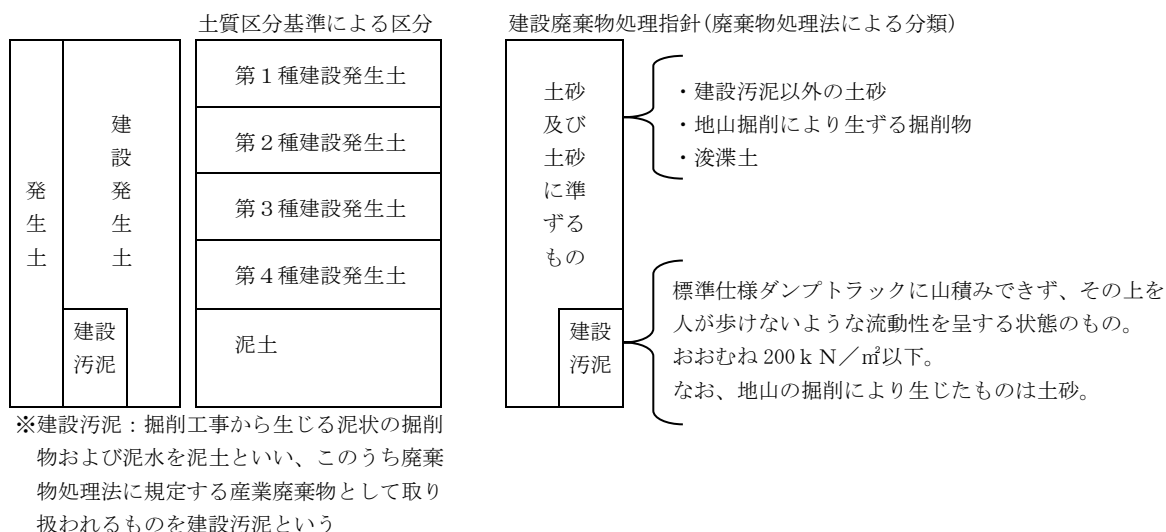 土質区分基準による区分
発生土
建設発生土
建設
汚泥
第1種建設発生土
第2種建設発生土
第3種建設発生土
第4種建設発生土
泥土
※建設汚泥：掘削工事から生じる泥状の掘削
物および泥水を泥土といい、このうち廃棄
物処理法に規定する産業廃棄物として取り
扱われるものを建設汚泥という
建設廃棄物処理指針(廃棄物処理法による分類)
土砂
及び
土砂
に準
ずる
もの
建設
汚泥
・建設汚泥以外の土砂
・地山掘削により生ずる掘削物
・浚渫土
標準仕様ダンプトラックに山積みできず、その上を
人が歩けないような流動性を呈する状態のもの。
おおむね 200ｋＮ／㎡以下。
なお、地山の掘削により生じたものは土砂。